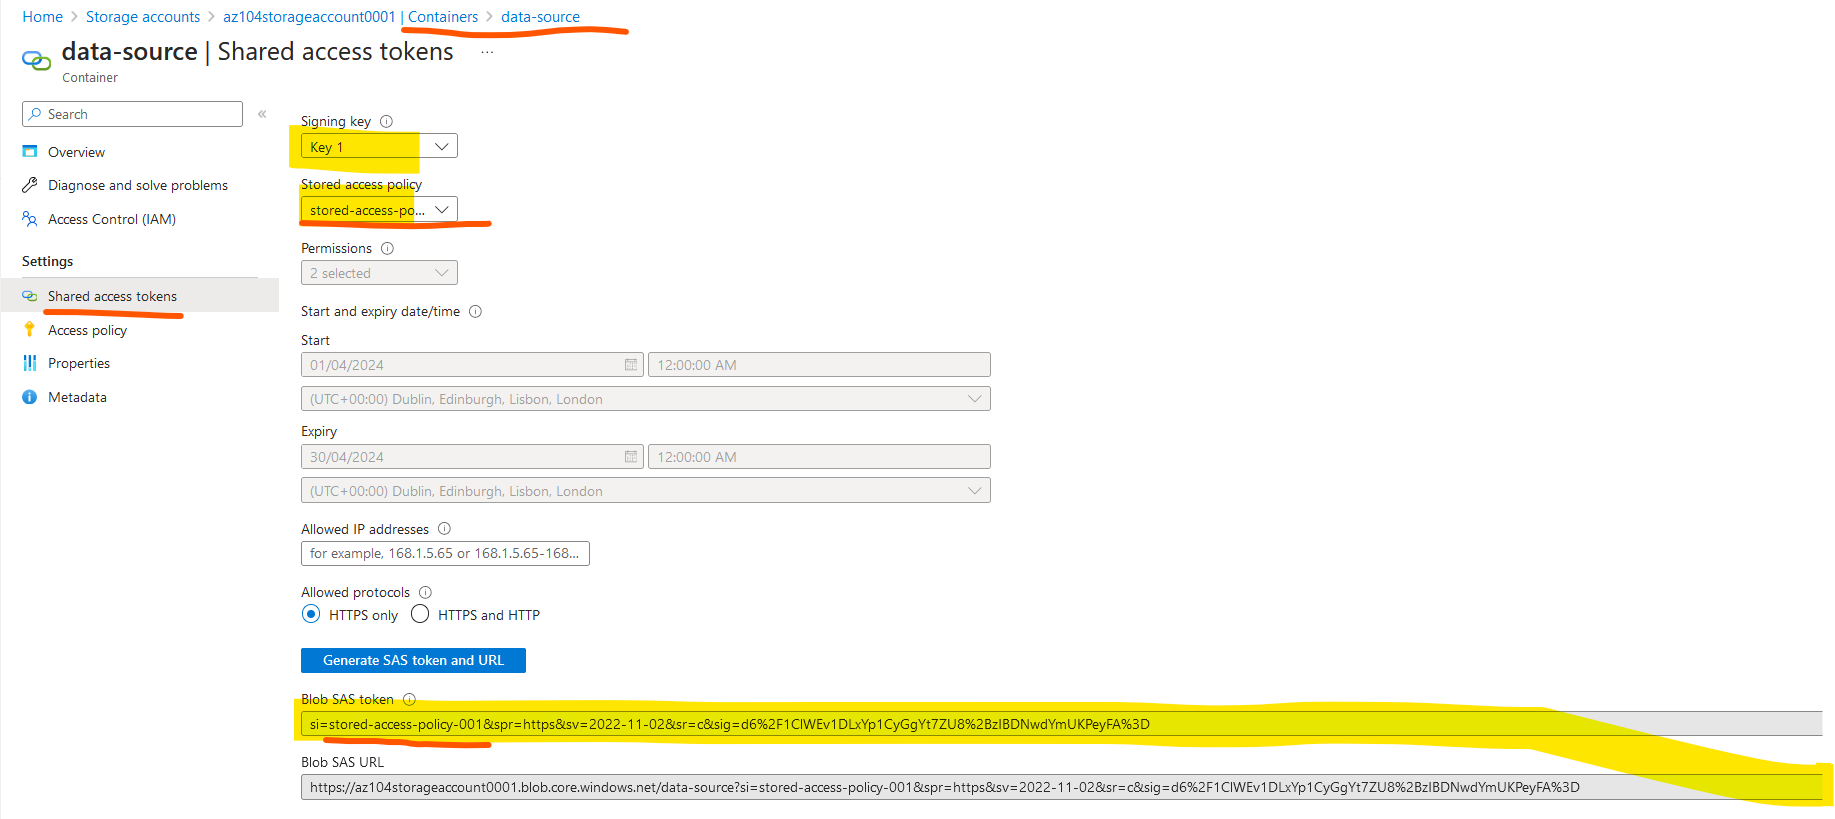 Home > Storage accounts > az104storageaccount0001 | Containers > data-source
data-source | Shared access tokens ...
Container
Search «
Overview
Diagnose and solve problems
Access Control (IAM)
Settings
Shared access tokens
Access policy
Properties
Metadata
Signing key
Key 1
Stored access policy
stored-access-po...
Permissions
2 selected
Start and expiry date/time
Start
01/04/2024 12:00:00 AM
(UTC+00:00) Dublin, Edinburgh, Lisbon, London
Expiry
30/04/2024 12:00:00 AM
(UTC+00:00) Dublin, Edinburgh, Lisbon, London
Allowed IP addresses
for example, 168.1.5.65 or 168.1.5.65-168...
Allowed protocols
HTTPS only HTTPS and HTTP
Generate SAS token and URL
Blob SAS token
si=stored-access-policy-001&spr=https&sv=2022-11-02&sr=c&sig=d6%2F1ClWEv1DLxYp1CyGgYt7ZU8%2BzIBDNwdYmUKPeyFA%3D
Blob SAS URL
https://az104storageaccount0001.blob.core.windows.net/data-source?si=stored-access-policy-001&spr=https&sv=2022-11-02&sr=c&sig=d6%2F1ClWEv1DLxYp1CyGgYt7ZU8%2BzIBDNwdYmUKPeyFA%3D